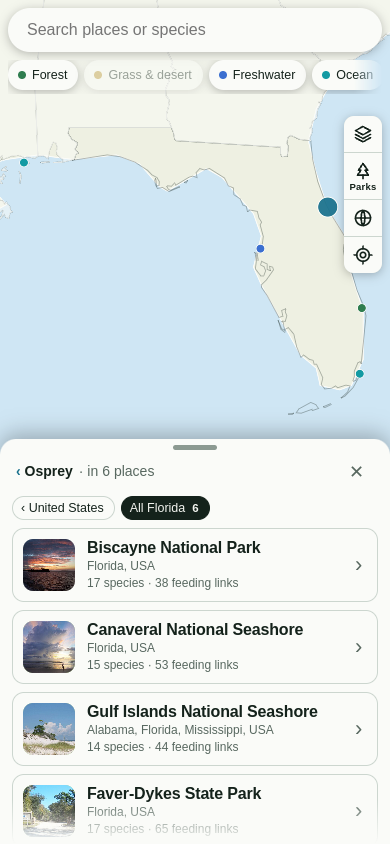 Search places or species
Forest
Grass & desert
Freshwater
Ocean
Parks
‹ Osprey · in 6 places
‹ United States
All Florida 6
Biscayne National Park
Florida, USA
17 species · 38 feeding links
Canaveral National Seashore
Florida, USA
15 species · 53 feeding links
Gulf Islands National Seashore
Alabama, Florida, Mississippi, USA
14 species · 44 feeding links
Faver-Dykes State Park
Florida, USA
17 species · 65 feeding links